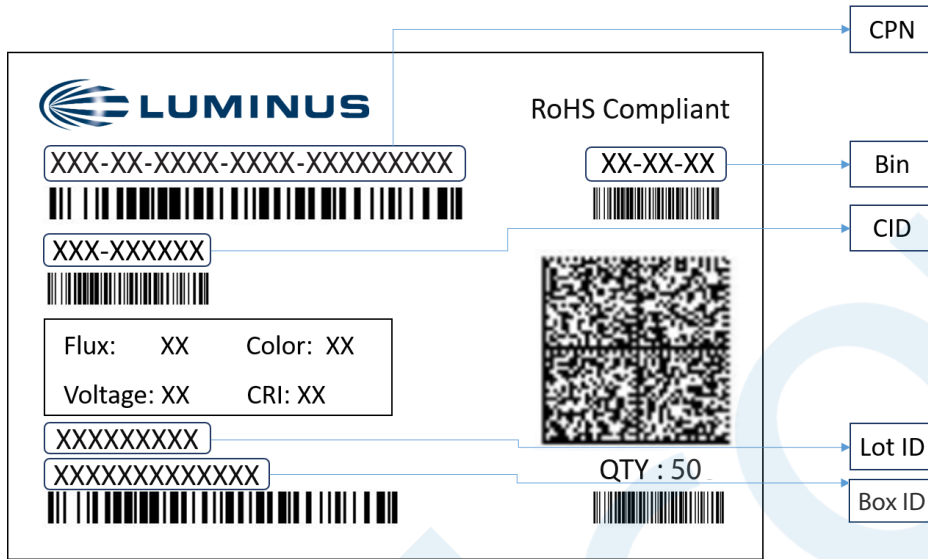 CPN
LUMINUS
RoHS Compliant
XXX-XX-XXXX-XXXX-XXXXXXXXX
XX-XX-XX
Bin
XXX-XXXXXX
CID
Flux: XX Color: XX
Voltage: XX CRI: XX
XXXXXXXXX
Lot ID
XXXXXXXXXXXXX
QTY : 50
Box ID